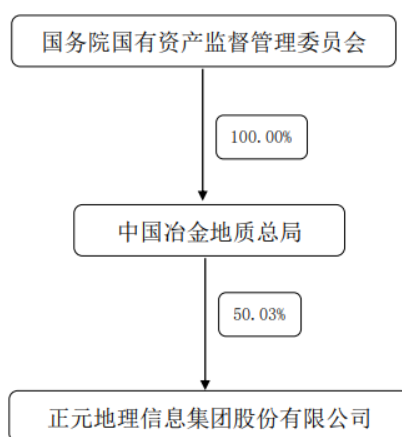 国务院国有资产监督管理委员会
100.00%
中国冶金地质总局
50.03%
正元地理信息集团股份有限公司